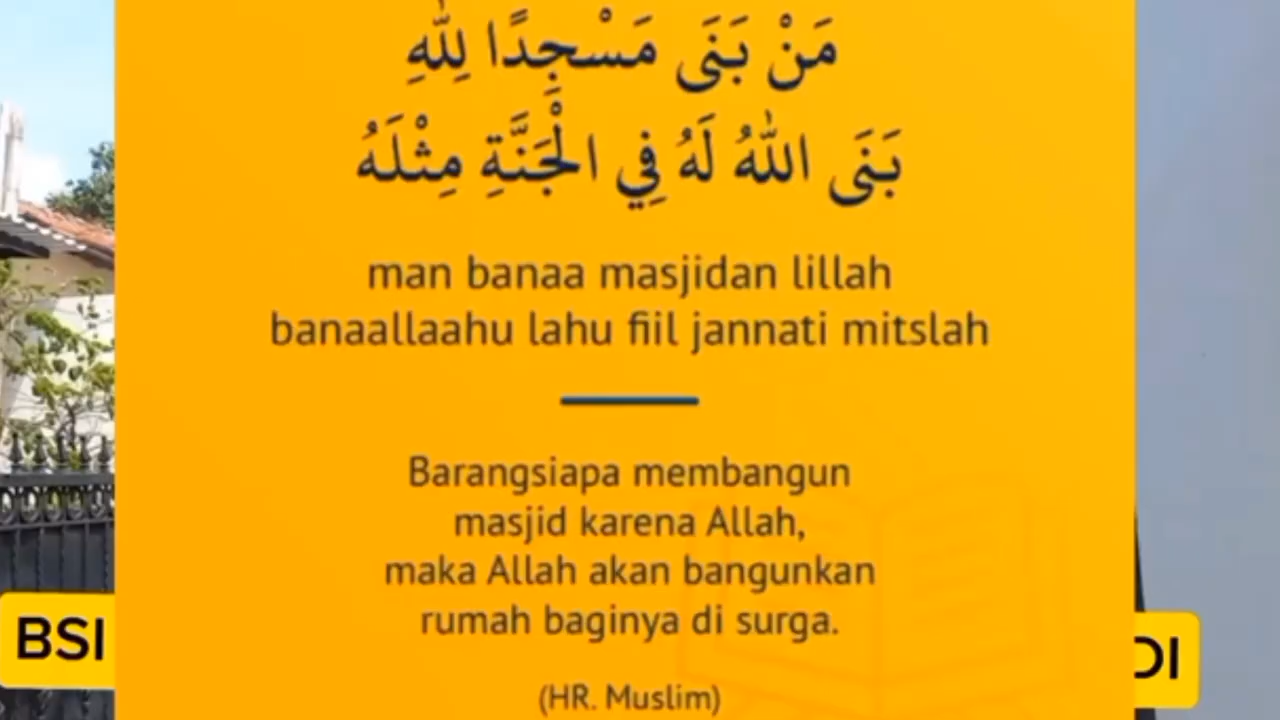 مَنْ بَنَى مَسْجِدًا لِلّٰهِ
بَنَى اللّٰهُ لَهُ فِي الْجَنَّةِ مِثْلَهُ
man banaa masjidan lillah
banaallaahu lahu fiil jannati mitslah
Barangsiapa membangun
masjid karena Allah,
maka Allah akan bangunkan
rumah baginya di surga.
BSI
(HR. Muslim)